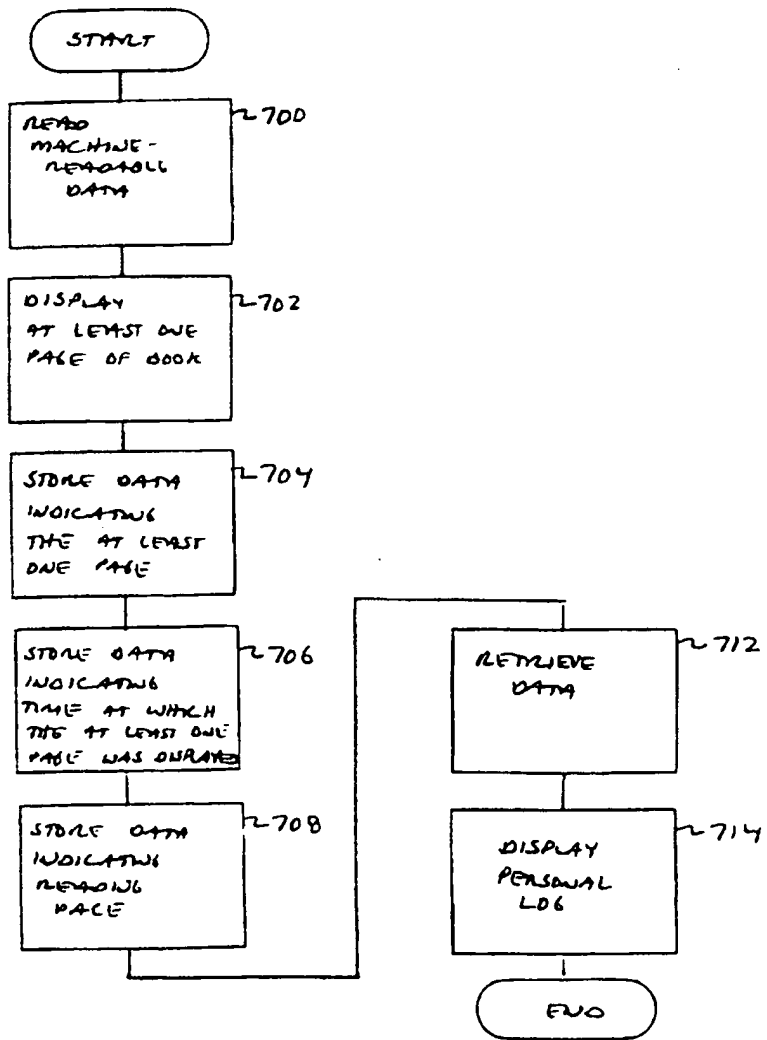 START
READ
MACHINE-
READABLE
DATA
700
DISPLAY
AT LEAST ONE
PAGE OF BOOK
702
STORE DATA
INDICATING
THE AT LEAST
ONE PAGE
704
STORE DATA
INDICATING
TIME AT WHICH
THE AT LEAST ONE
PAGE WAS DISPLAYED
706
STORE DATA
INDICATING
READING
PACE
708
RETRIEVE
DATA
712
DISPLAY
PERSONAL
LOG
714
END